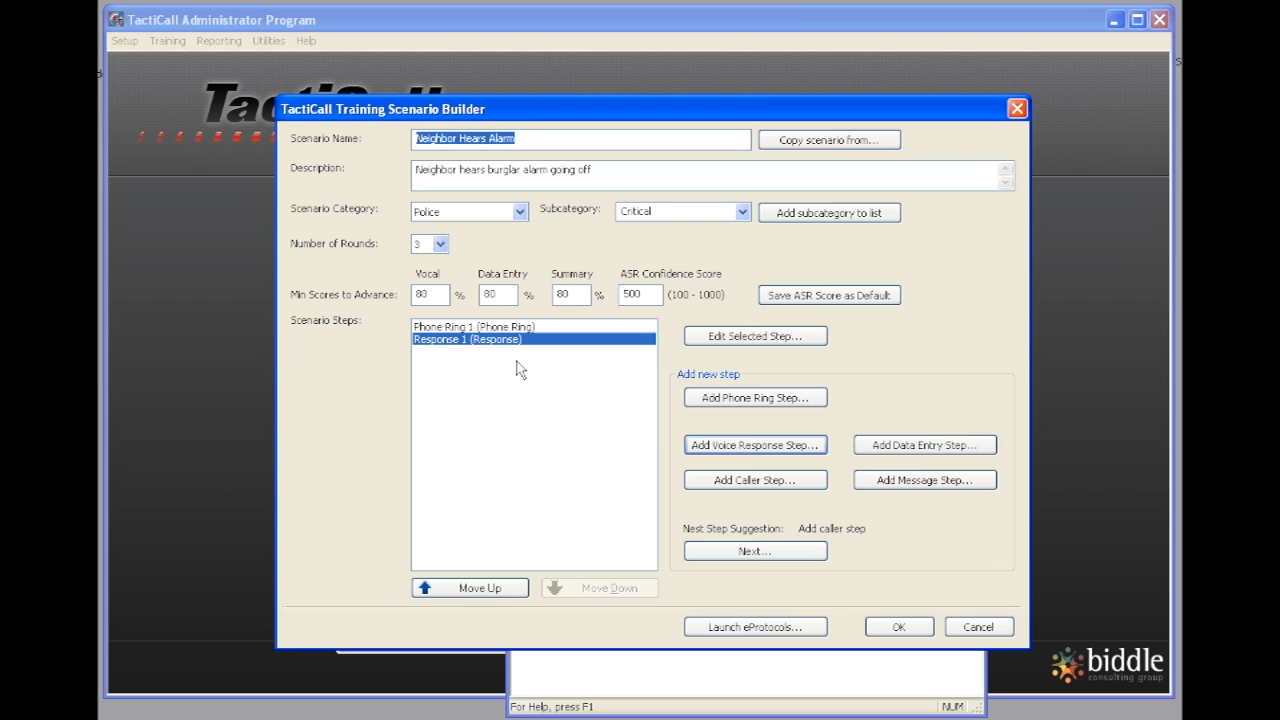 TactiCall Administrator Program
Setup Training Reporting Utilities Help
TactiCall Training Scenario Builder
Scenario Name: Neighbor Hears Alarm Copy scenario from...
Description: Neighbor hears burglar alarm going off
Scenario Category: Police Subcategory: Critical Add subcategory to list
Number of Rounds: 3
Vocal Data Entry Summary ASR Confidence Score
Min Scores to Advance: 80 % 80 % 80 % 500 (100 - 1000) Save ASR Score as Default
Scenario Steps:
Phone Ring 1 (Phone Ring)
Response 1 (Response)
Edit Selected Step...
Add new step
Add Phone Ring Step...
Add Voice Response Step... Add Data Entry Step...
Add Caller Step... Add Message Step...
Nest Step Suggestion: Add caller step
Next...
Move Up Move Down
Launch eProtocols... OK Cancel
biddle
consulting group
For Help, press F1 NUM